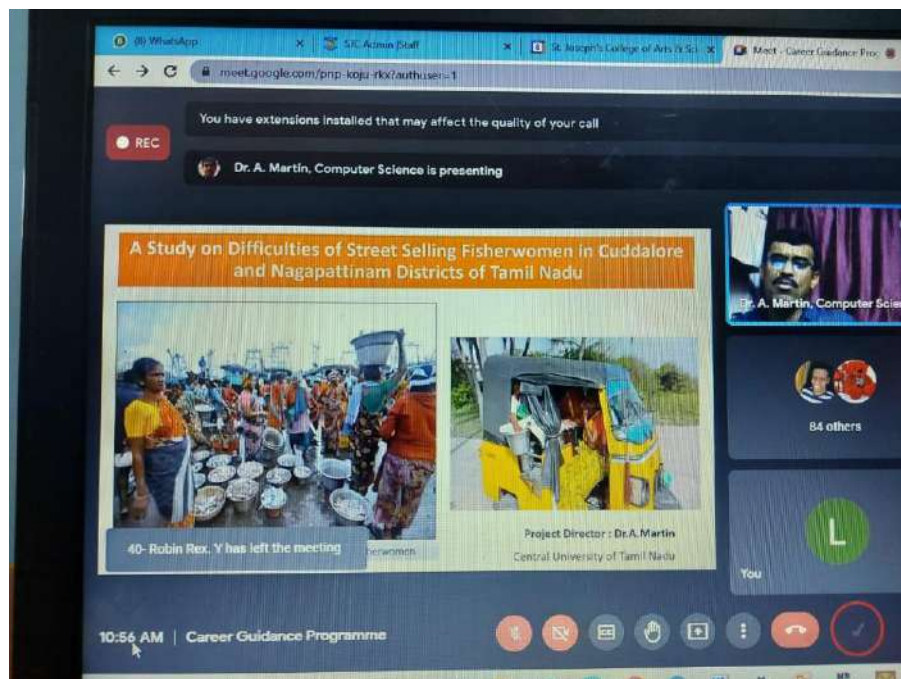 (8) WhatsApp
SJC Admin |Staff
St. Joseph's College of Arts & Sci
Meet - Career Guidance Prog
meet.google.com/pnp-koju-rkx?authuser=1
You have extensions installed that may affect the quality of your call
REC
Dr. A. Martin, Computer Science is presenting
A Study on Difficulties of Street Selling Fisherwomen in Cuddalore
and Nagapattinam Districts of Tamil Nadu
Dr. A. Martin, Computer Scie
84 others
40- Robin Rex. Y has left the meeting
herwomen
Project Director : Dr.A.Martin
Central University of Tamil Nadu
L
You
10:56 AM | Career Guidance Programme
CC